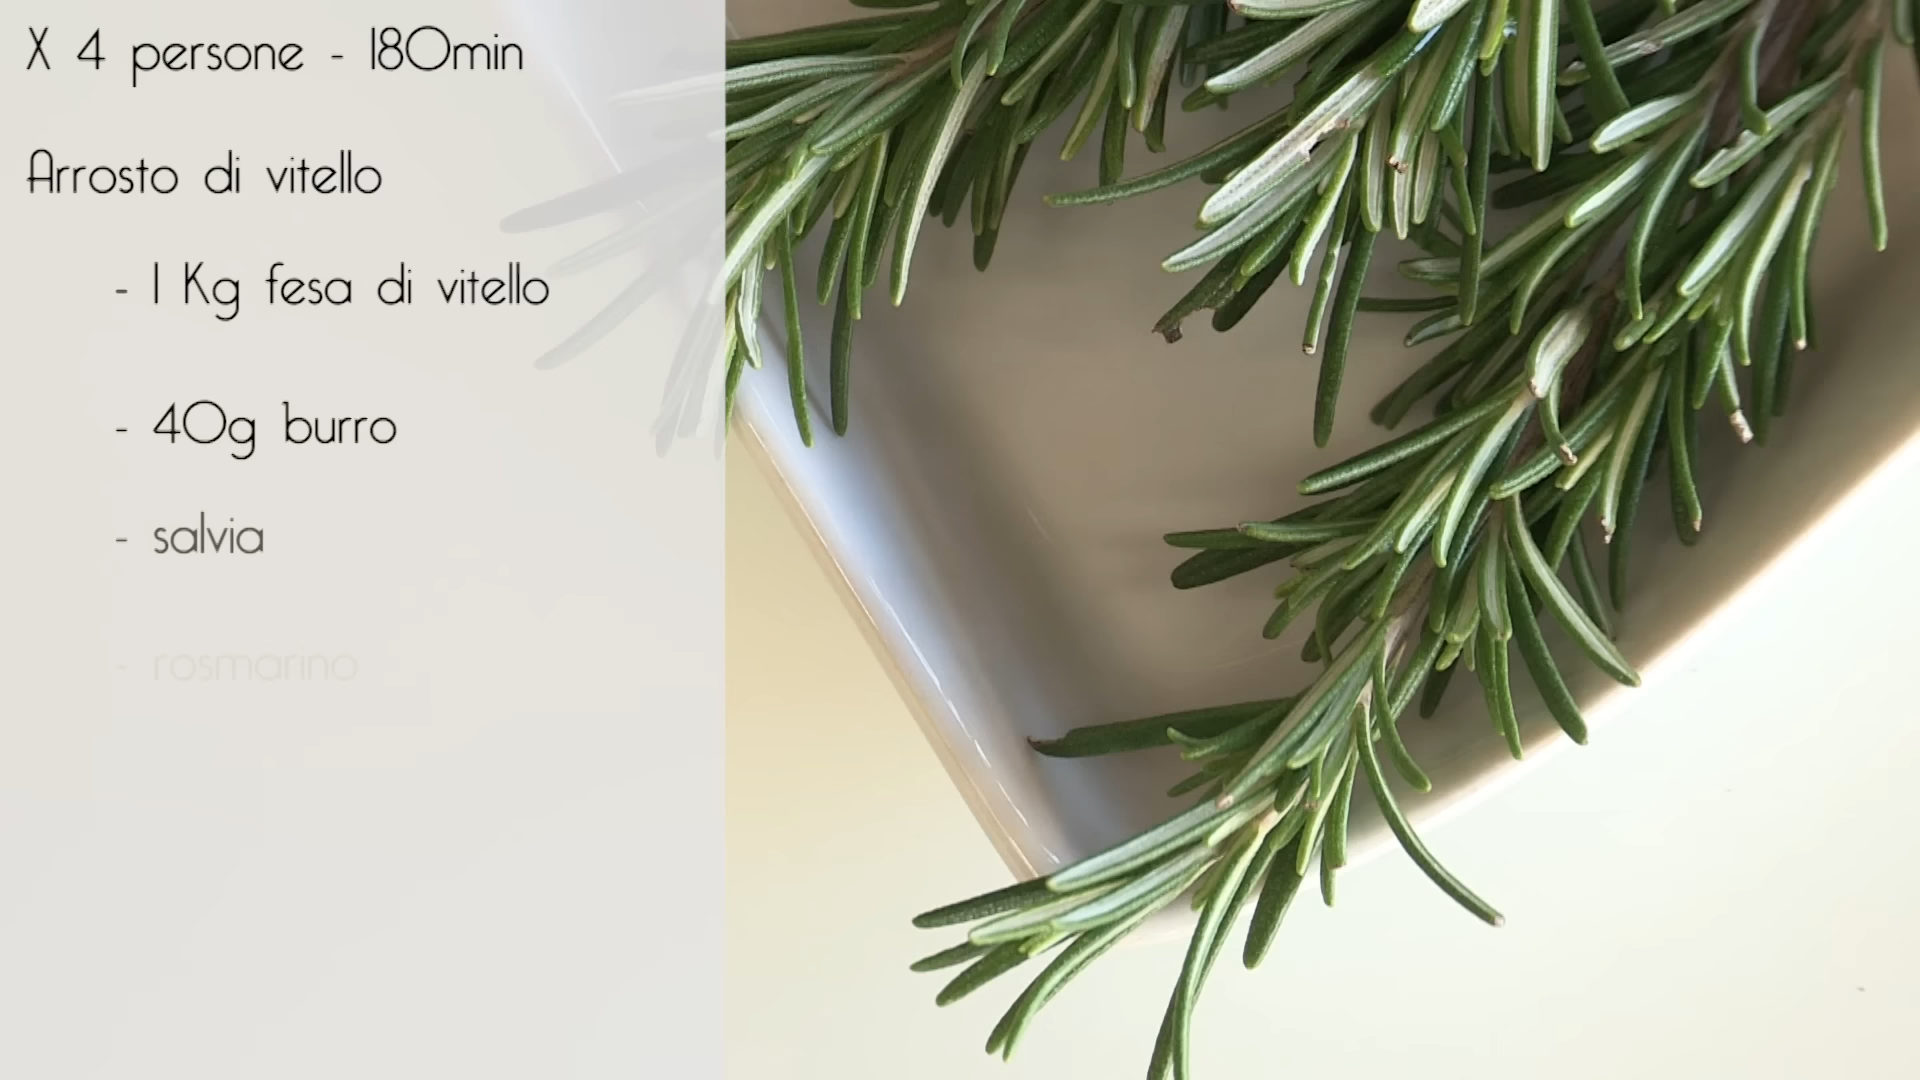 X 4 persone - 180min
Arrosto di vitello
- 1 Kg fesa di vitello
- 40g burro
- salvia
- rosmarino